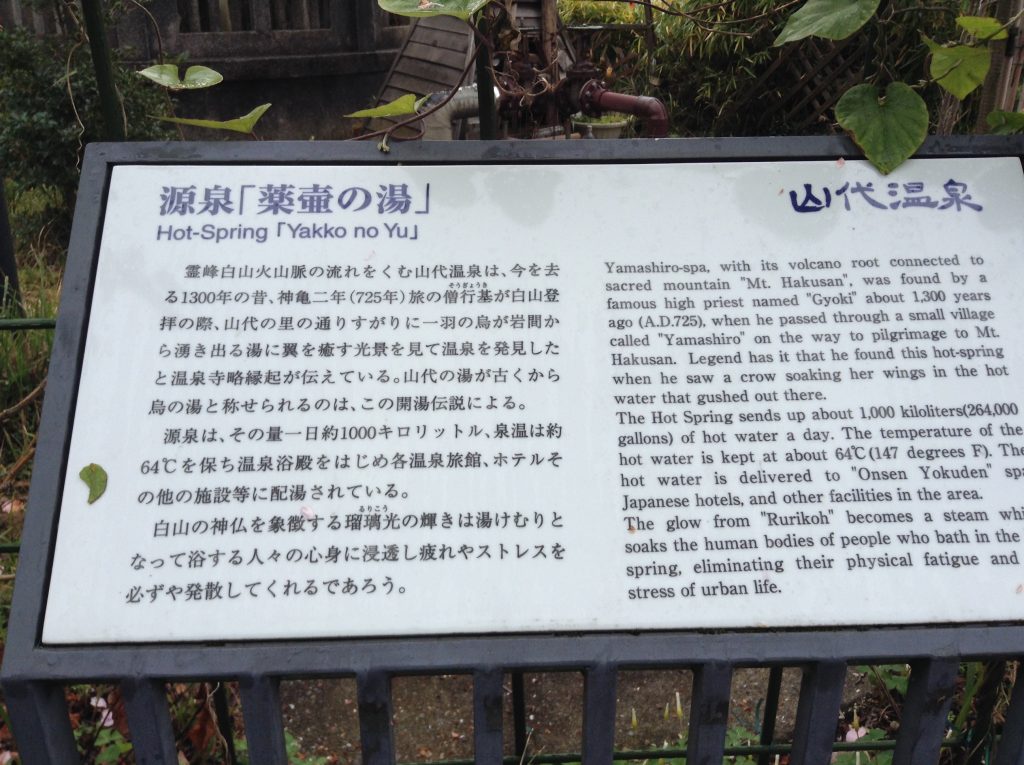 源泉「薬壷の湯」
Hot-Spring「Yakko no Yu」
山代温泉
霊峰白山火山脈の流れをくむ山代温泉は、今を去
る1300年の昔、神亀二年(725年)旅の僧行基が白山登
そうぎょうき
拝の際、山代の里の通りすがりに一羽の烏が岩間か
ら湧き出る湯に翼を癒す光景を見て温泉を発見した
と温泉寺略縁起が伝えている。山代の湯が古くから
烏の湯と称せられるのは、この開湯伝説による。
源泉は、その量一日約1000キロリットル、泉温は約
64℃を保ち温泉浴殿をはじめ各温泉旅館、ホテルそ
の他の施設等に配湯されている。
白山の神仏を象徴する瑠璃光の輝きは湯けむりと
るりこう
なって浴する人々の心身に浸透し疲れやストレスを
必ずや発散してくれるであろう。
Yamashiro-spa, with its volcano root connected to
sacred mountain "Mt. Hakusan", was found by a
famous high priest named "Gyoki" about 1,300 years
ago (A.D.725), when he passed through a small village
called "Yamashiro" on the way to pilgrimage to Mt.
Hakusan. Legend has it that he found this hot-spring
when he saw a crow soaking her wings in the hot
water that gushed out there.
The Hot Spring sends up about 1,000 kiloliters(264,000
gallons) of hot water a day. The temperature of the
hot water is kept at about 64℃(147 degrees F). The
hot water is delivered to "Onsen Yokuden" spa
Japanese hotels, and other facilities in the area.
The glow from "Rurikoh" becomes a steam whi
soaks the human bodies of people who bath in the
spring, eliminating their physical fatigue and
stress of urban life.